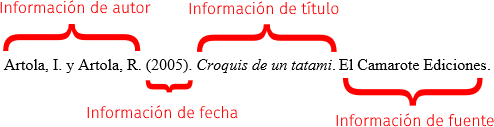 Información de autor
Información de título
Artola, I. y Artola, R. (2005). Croquis de un tatami. El Camarote Ediciones.
Información de fecha
Información de fuente